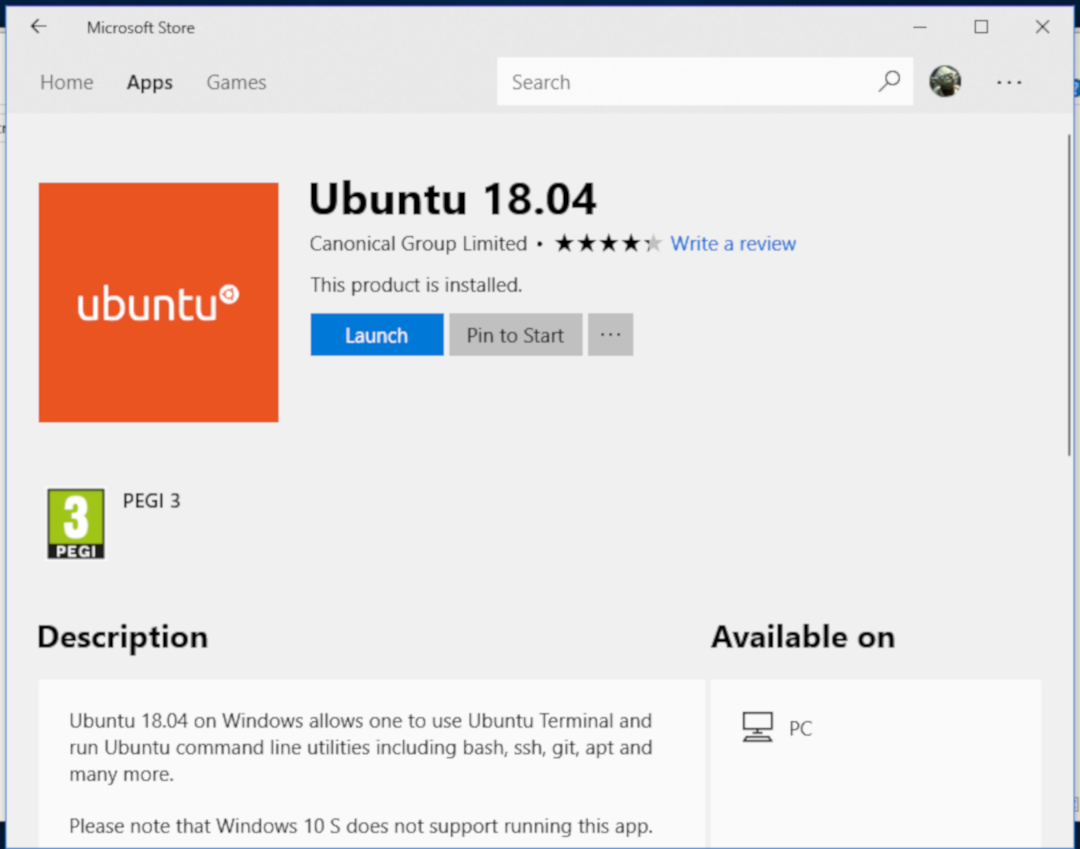 Microsoft Store
Home Apps Games Search
Ubuntu 18.04
ubuntu
Canonical Group Limited • ★★★★★ Write a review
This product is installed.
Launch Pin to Start ...
3
PEGI
PEGI 3
Description
Available on
Ubuntu 18.04 on Windows allows one to use Ubuntu Terminal and
run Ubuntu command line utilities including bash, ssh, git, apt and
many more.
Please note that Windows 10 S does not support running this app.
PC